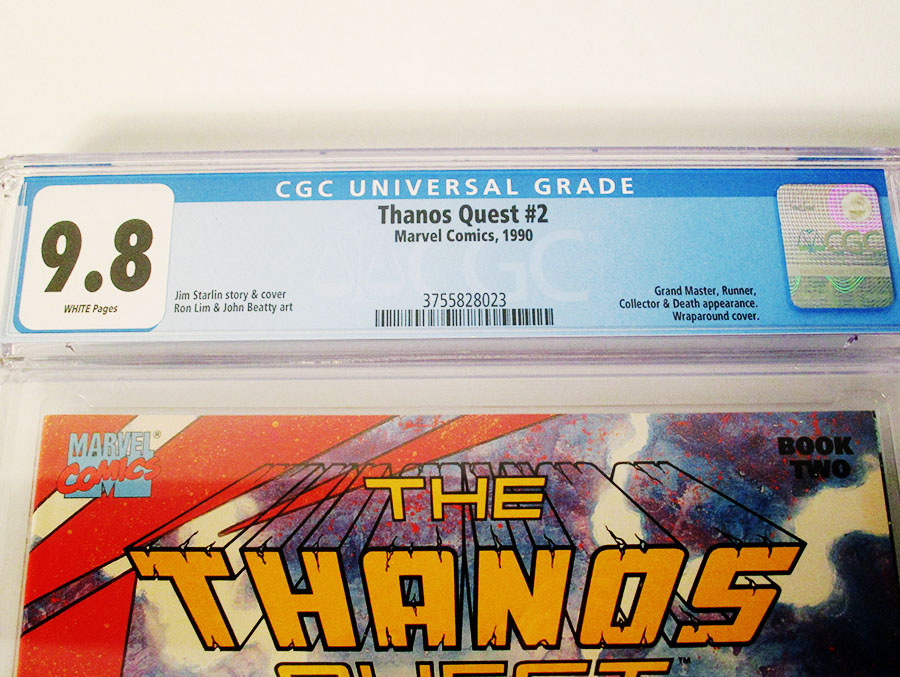 CGC UNIVERSAL GRADE
9.8
WHITE Pages
Thanos Quest #2
Marvel Comics, 1990
Jim Starlin story & cover
Ron Lim & John Beatty art
3755828023
Grand Master, Runner,
Collector & Death appearance.
Wraparound cover.
CGC
CGC
MARVEL®
COMICS
BOOK
TWO
THE
THANOS
QUEST™